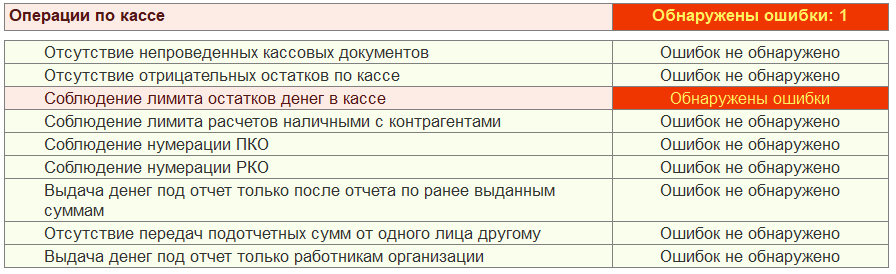 Операции по кассе Обнаружены ошибки: 1
Отсутствие непроведенных кассовых документов Ошибок не обнаружено
Отсутствие отрицательных остатков по кассе Ошибок не обнаружено
Соблюдение лимита остатков денег в кассе Обнаружены ошибки
Соблюдение лимита расчетов наличными с контрагентами Ошибок не обнаружено
Соблюдение нумерации ПКО Ошибок не обнаружено
Соблюдение нумерации РКО Ошибок не обнаружено
Выдача денег под отчет только после отчета по ранее выданным Ошибок не обнаружено
суммам
Отсутствие передач подотчетных сумм от одного лица другому Ошибок не обнаружено
Выдача денег под отчет только работникам организации Ошибок не обнаружено